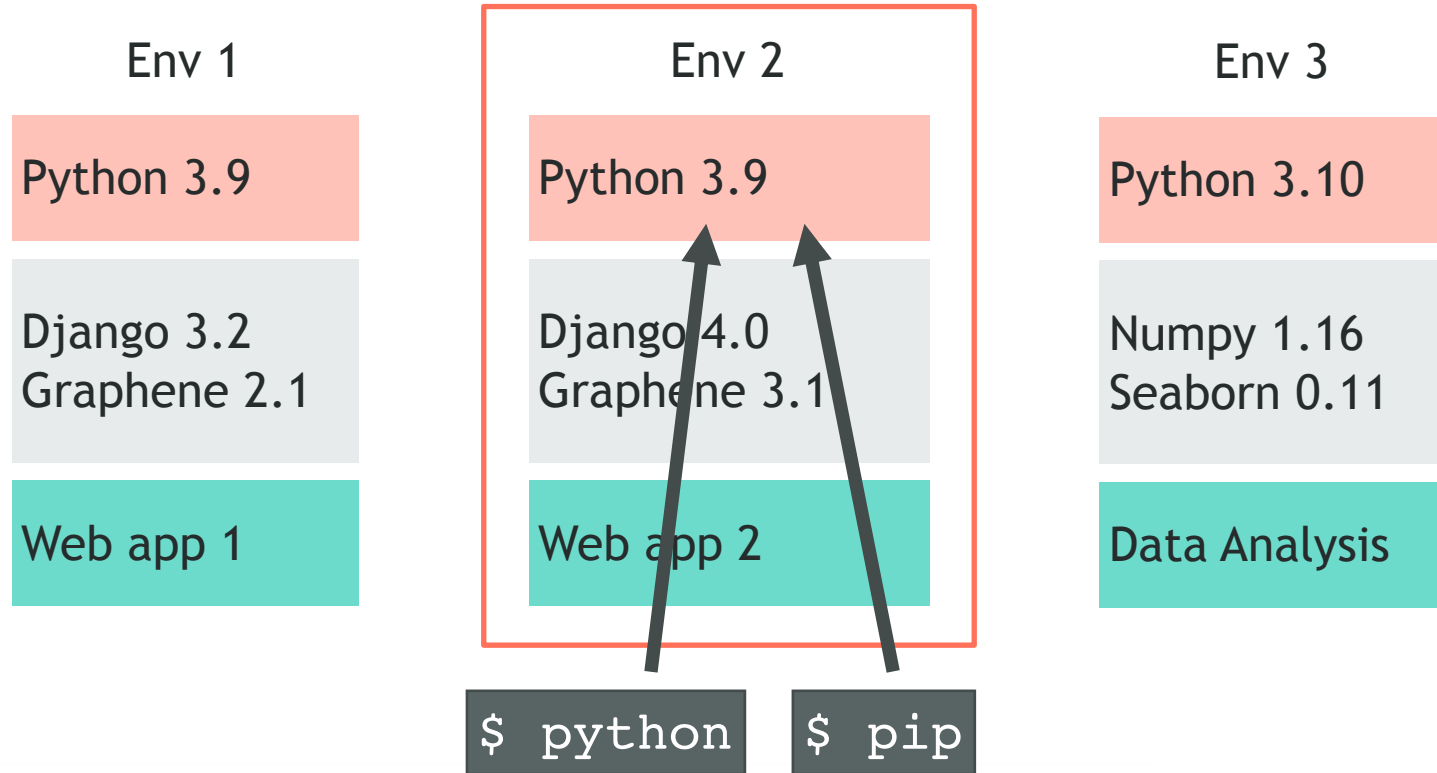 Env 1
Python 3.9
Django 3.2
Graphene 2.1
Web app 1
Env 2
Python 3.9
Django 4.0
Graphene 3.1
Web app 2
Env 3
Python 3.10
Numpy 1.16
Seaborn 0.11
Data Analysis
$ python
$ pip